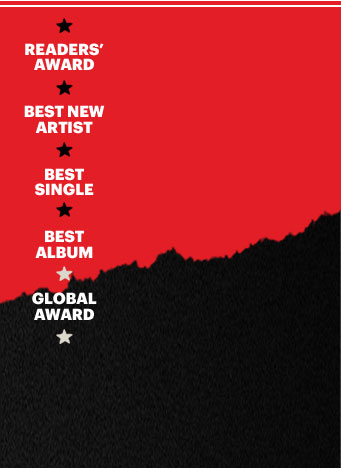 READERS'
AWARD
BEST NEW
ARTIST
BEST
SINGLE
BEST
ALBUM
GLOBAL
AWARD